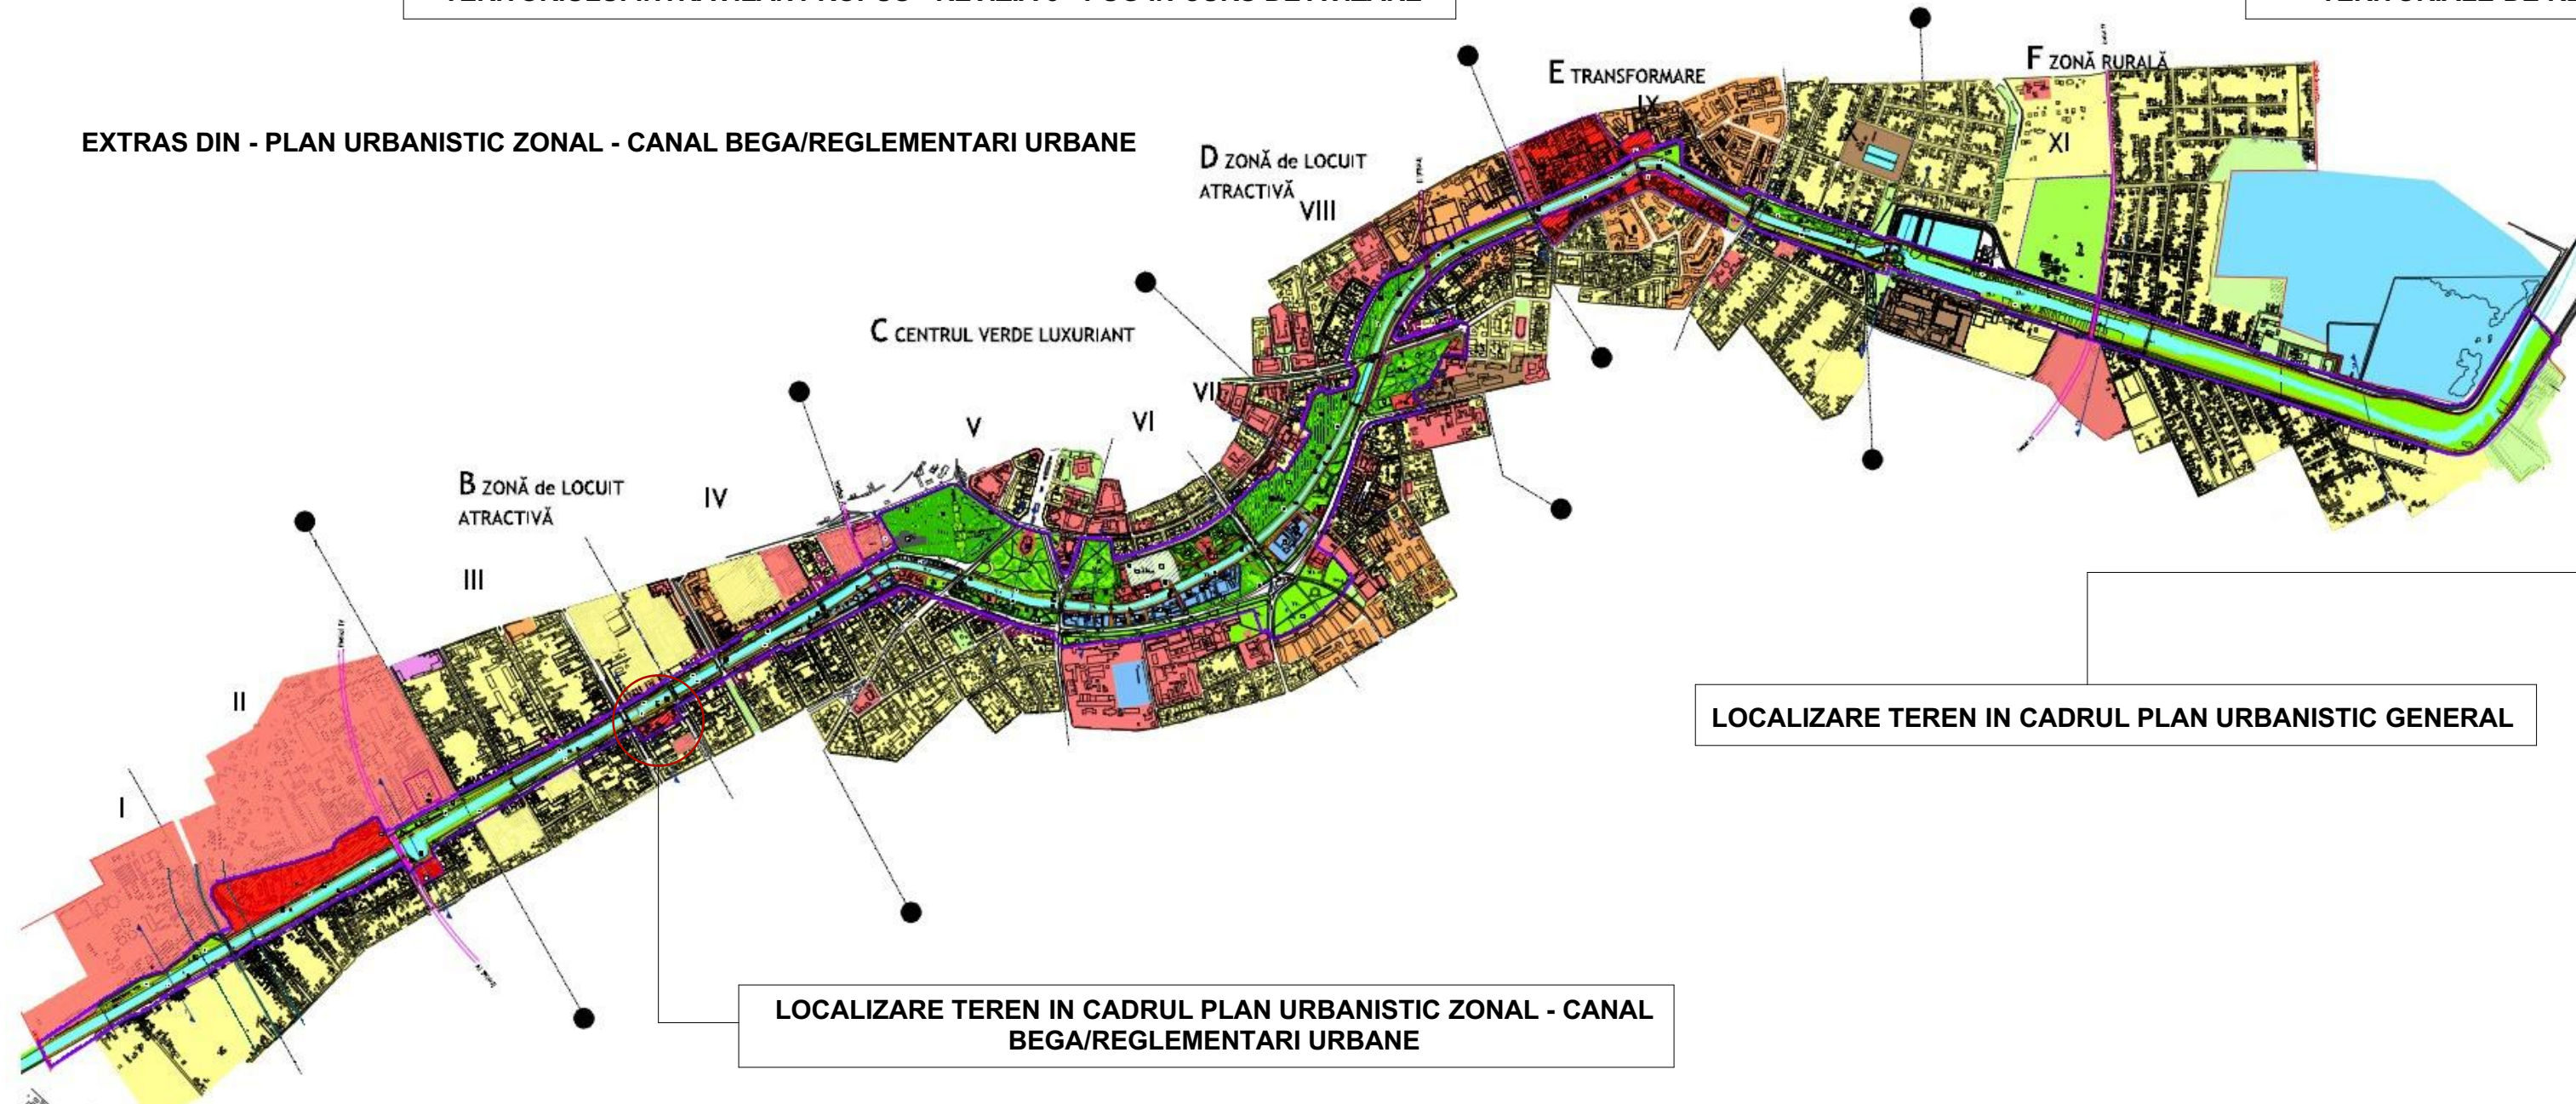 F ZONĂ RURALĂ
E TRANSFORMARE
IX
EXTRAS DIN - PLAN URBANISTIC ZONAL - CANAL BEGA/REGLEMENTARI URBANE
X
XI
D ZONĂ de LOCUIT
ATRACTIVĂ
VIII
C CENTRUL VERDE LUXURIANT
VII
VI
V
B ZONĂ de LOCUIT
ATRACTIVĂ
IV
III
II
LOCALIZARE TEREN IN CADRUL PLAN URBANISTIC GENERAL
I
LOCALIZARE TEREN IN CADRUL PLAN URBANISTIC ZONAL - CANAL
BEGA/REGLEMENTARI URBANE